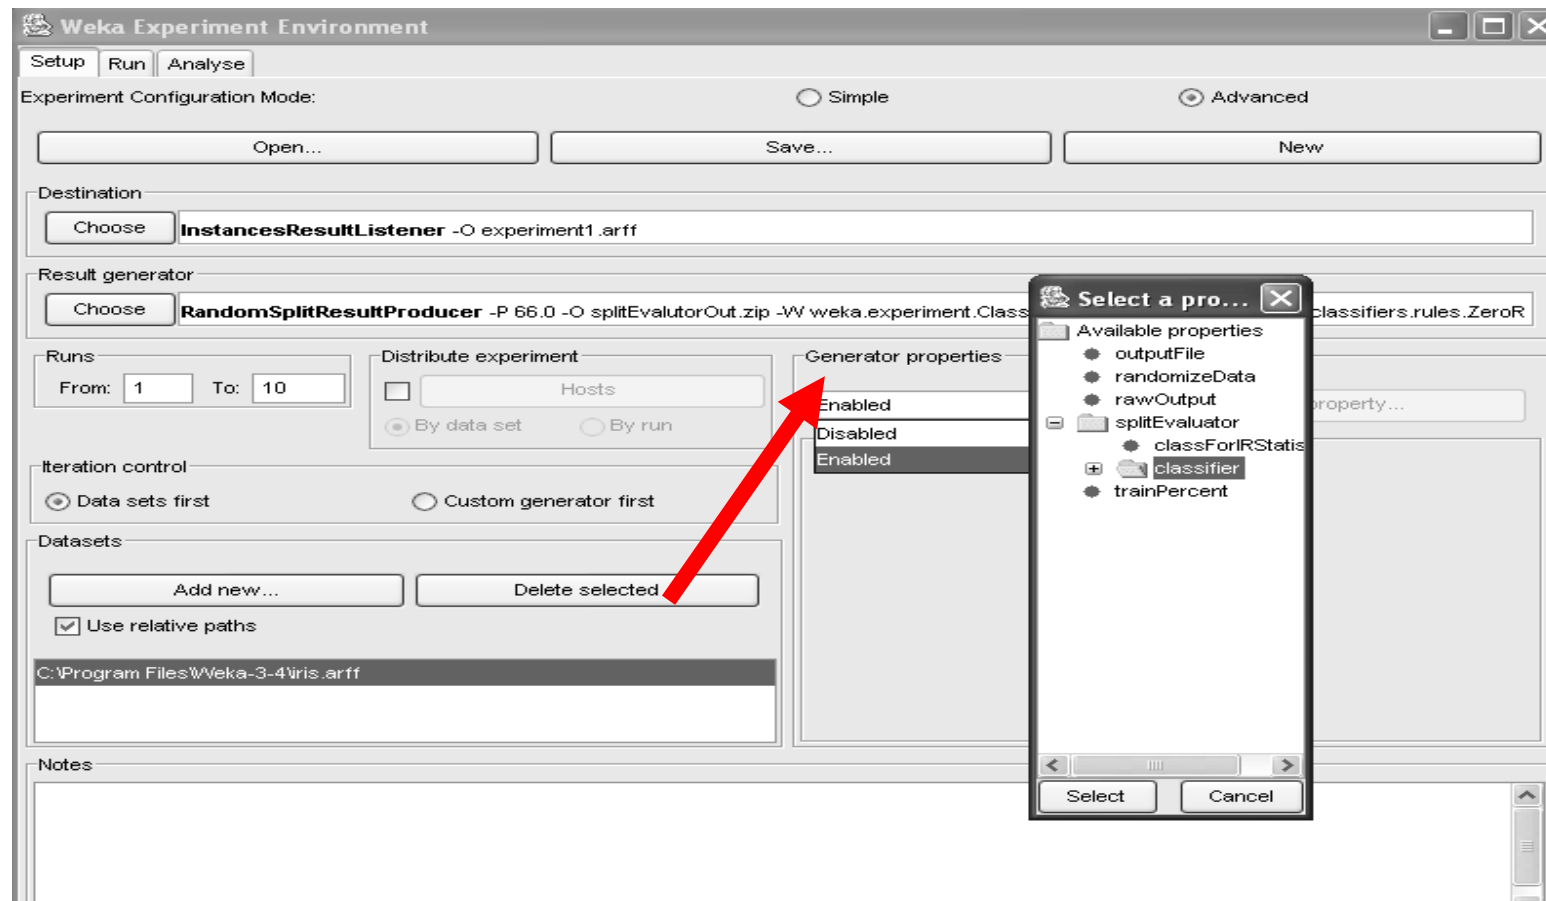 Weka Experiment Environment
Setup Run Analyse
Experiment Configuration Mode: Simple Advanced
Open... Save... New
Destination
Choose InstancesResultListener -O experiment1.arff
Result generator
Choose RandomSplitResultProducer -P 66.0 -O splitEvalutorOut.zip -W weka.experiment.Class classifiers.rules.ZeroR
Runs
From: 1 To: 10
Distribute experiment
Hosts
By data set By run
Generator properties
Enabled property...
Disabled
Enabled
Iteration control
Data sets first Custom generator first
Datasets
Add new... Delete selected
Use relative paths
C:\Program Files\Weka-3-4\iris.arff
Notes
Select a pro...
Available properties
outputFile
randomizeData
rawOutput
splitEvaluator
classForIRStatis
classifier
trainPercent
Select Cancel